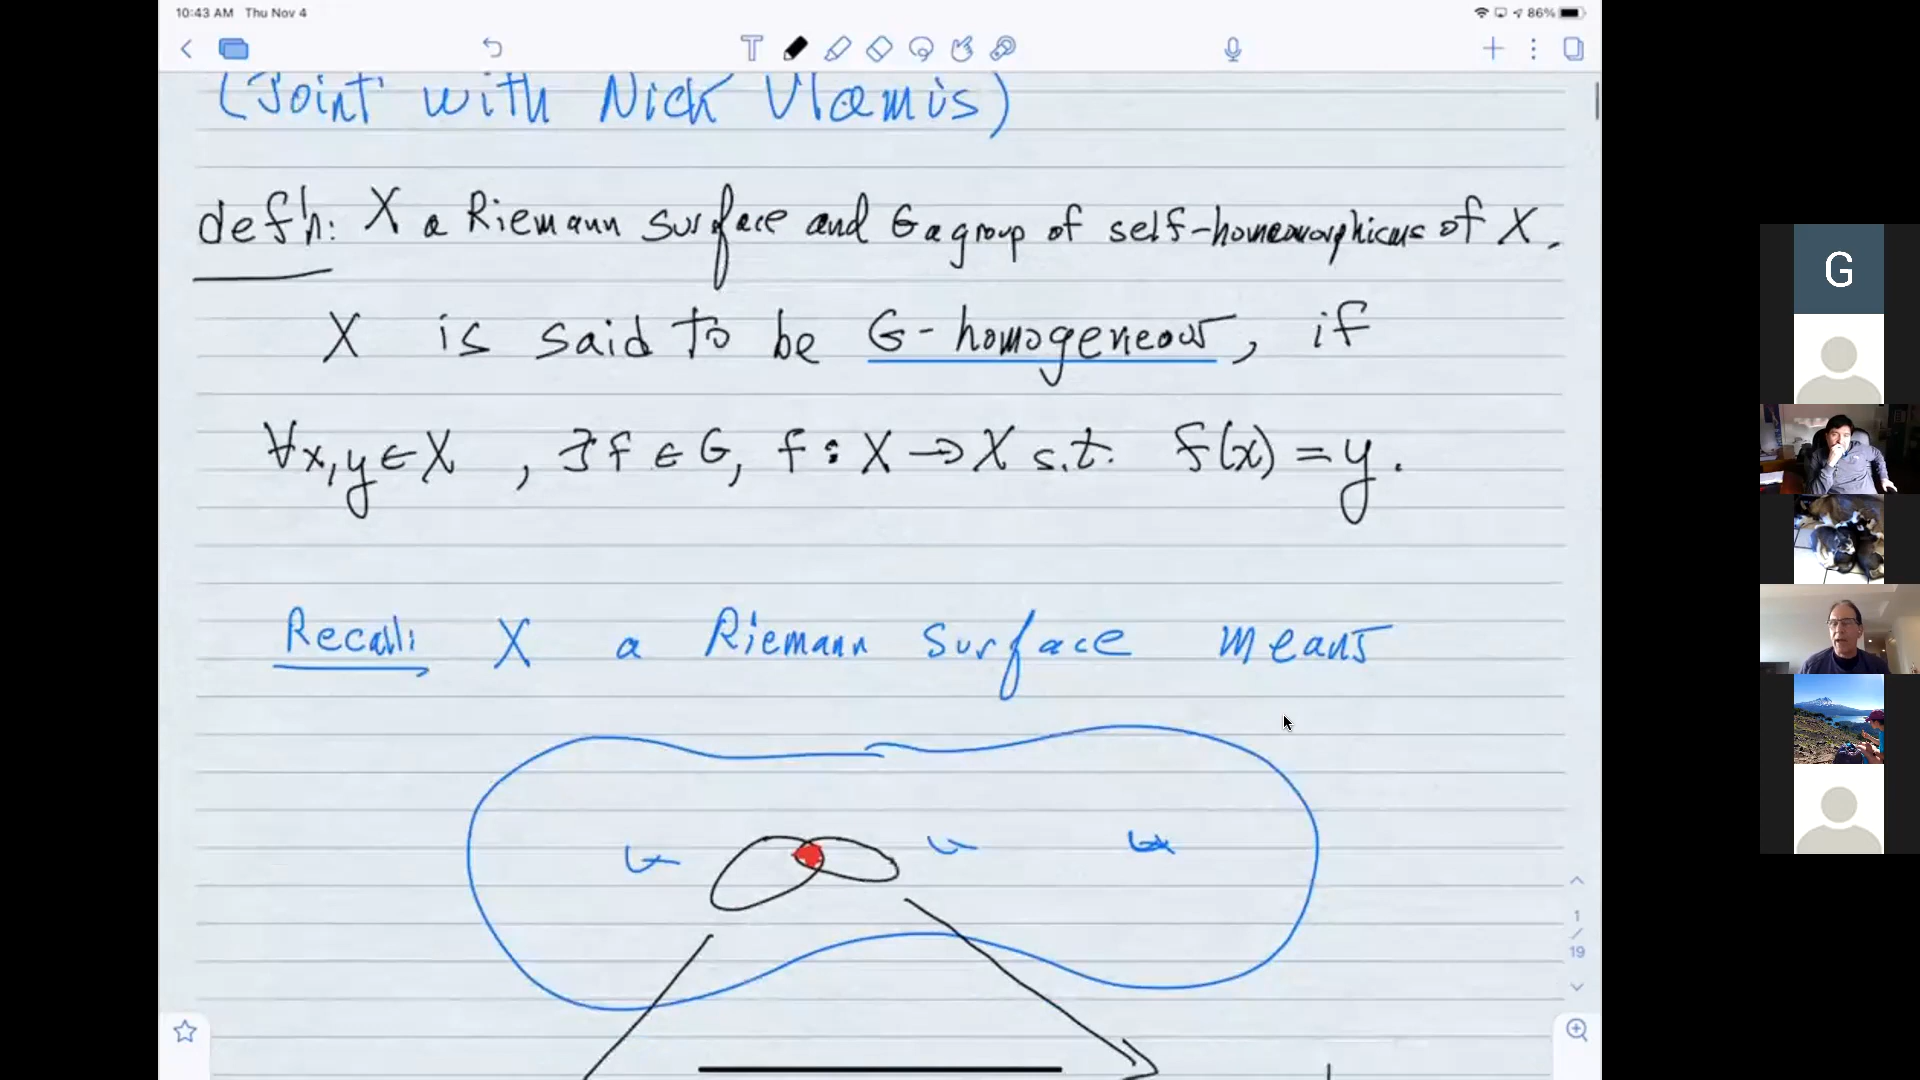 10:43 AM Thu Nov 4
86%
(Joint with Nick Vlamis)
defn: X a Riemann surface and G a group of self-homeomorphisms of X.
X is said to be G-homogeneous, if
∀x,y ∈ X , ∃ f ∈ G, f : X → X s.t. f(x) = y.
Recall: X a Riemann surface means
1
/
19
G